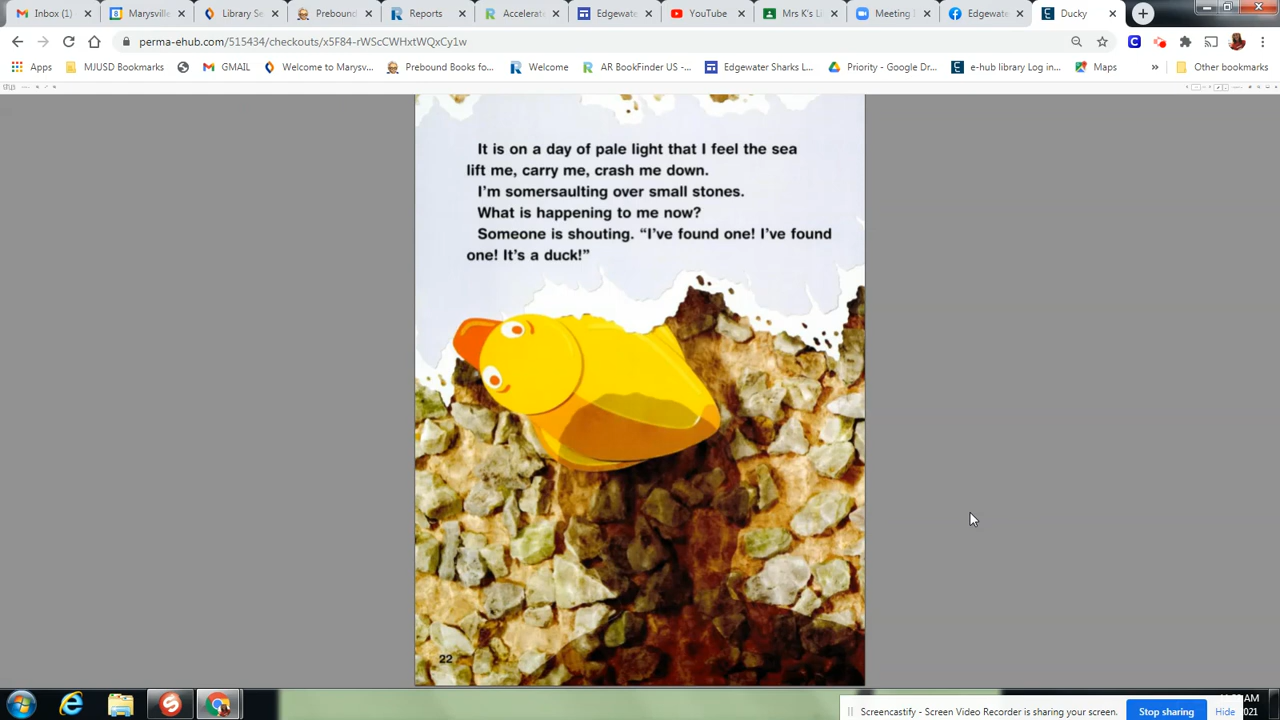 Inbox (1)
Marysville
Library Se
Prebound
Reports
Accelerat
Edgewate
YouTube
Mrs K's Li
Meeting I
Edgewate
Ducky
perma-ehub.com/515434/checkouts/x5F84-rWScCWHxtWQxCy1w
Apps
MJUSD Bookmarks
GMAIL
Welcome to Marysv...
Prebound Books fo...
Welcome
AR BookFinder US -...
Edgewater Sharks L...
Priority - Google Dr...
e-hub library Log in...
Maps
»
Other bookmarks
It is on a day of pale light that I feel the sea
lift me, carry me, crash me down.
I'm somersaulting over small stones.
What is happening to me now?
Someone is shouting. “I've found one! I've found
one! It's a duck!”
22
Screencastify - Screen Video Recorder is sharing your screen.
Stop sharing
Hide